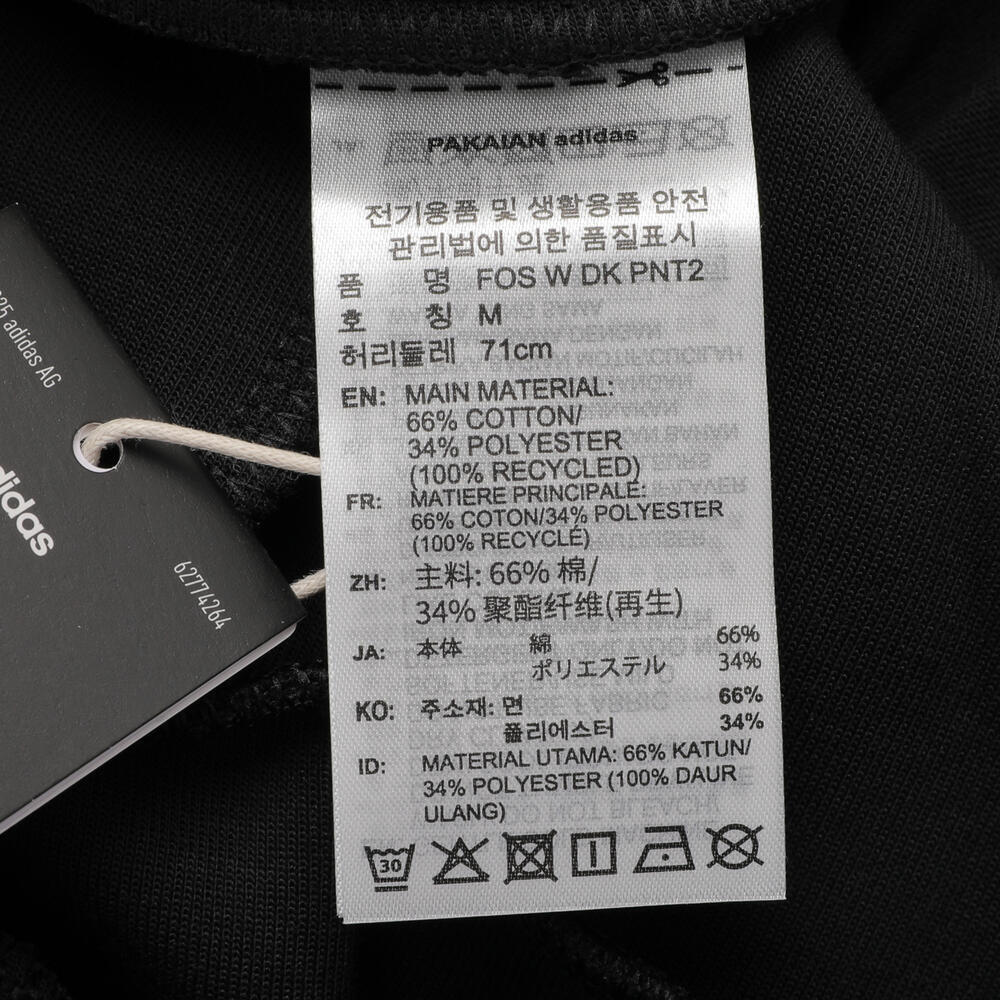 PAKAIAN adidas
전기용품 및 생활용품 안전
관리법에 의한 품질표시
품 명 FOS W DK PNT2
호 칭 M
허리둘레 71cm
EN: MAIN MATERIAL:
66% COTTON/
34% POLYESTER
(100% RECYCLED)
FR: MATIERE PRINCIPALE:
66% COTON/34% POLYESTER
(100% RECYCLÉ)
ZH: 主料: 66% 棉/
34% 聚酯纤维(再生)
JA: 本体 綿 66%
ポリエステル 34%
KO: 주소재: 면 66%
폴리에스터 34%
ID: MATERIAL UTAMA: 66% KATUN/
34% POLYESTER (100% DAUR
ULANG)
30
adidas AG
62774264